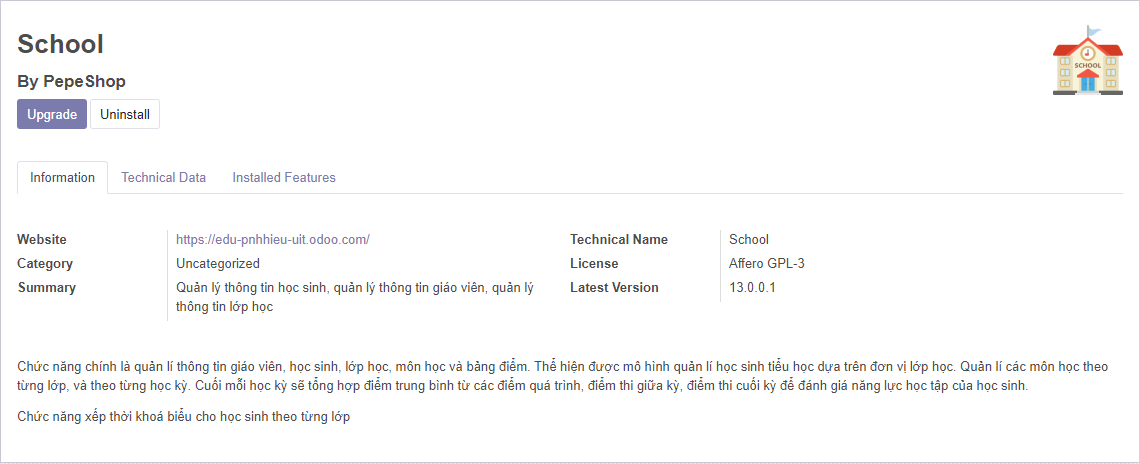 School
SCHOOL
By PepeShop
Upgrade Uninstall
Information Technical Data Installed Features
Website https://edu-pnhhieu-uit.odoo.com/ Technical Name School
Category Uncategorized License Affero GPL-3
Summary Quản lý thông tin học sinh, quản lý thông tin giáo viên, quản lý Latest Version 13.0.0.1
thông tin lớp học
Chức năng chính là quản lí thông tin giáo viên, học sinh, lớp học, môn học và bảng điểm. Thể hiện được mô hình quản lí học sinh tiểu học dựa trên đơn vị lớp học. Quản lí các môn học theo
từng lớp, và theo từng học kỳ. Cuối mỗi học kỳ sẽ tổng hợp điểm trung bình từ các điểm quá trình, điểm thi giữa kỳ, điểm thi cuối kỳ để đánh giá năng lực học tập của học sinh.
Chức năng xếp thời khoá biểu cho học sinh theo từng lớp